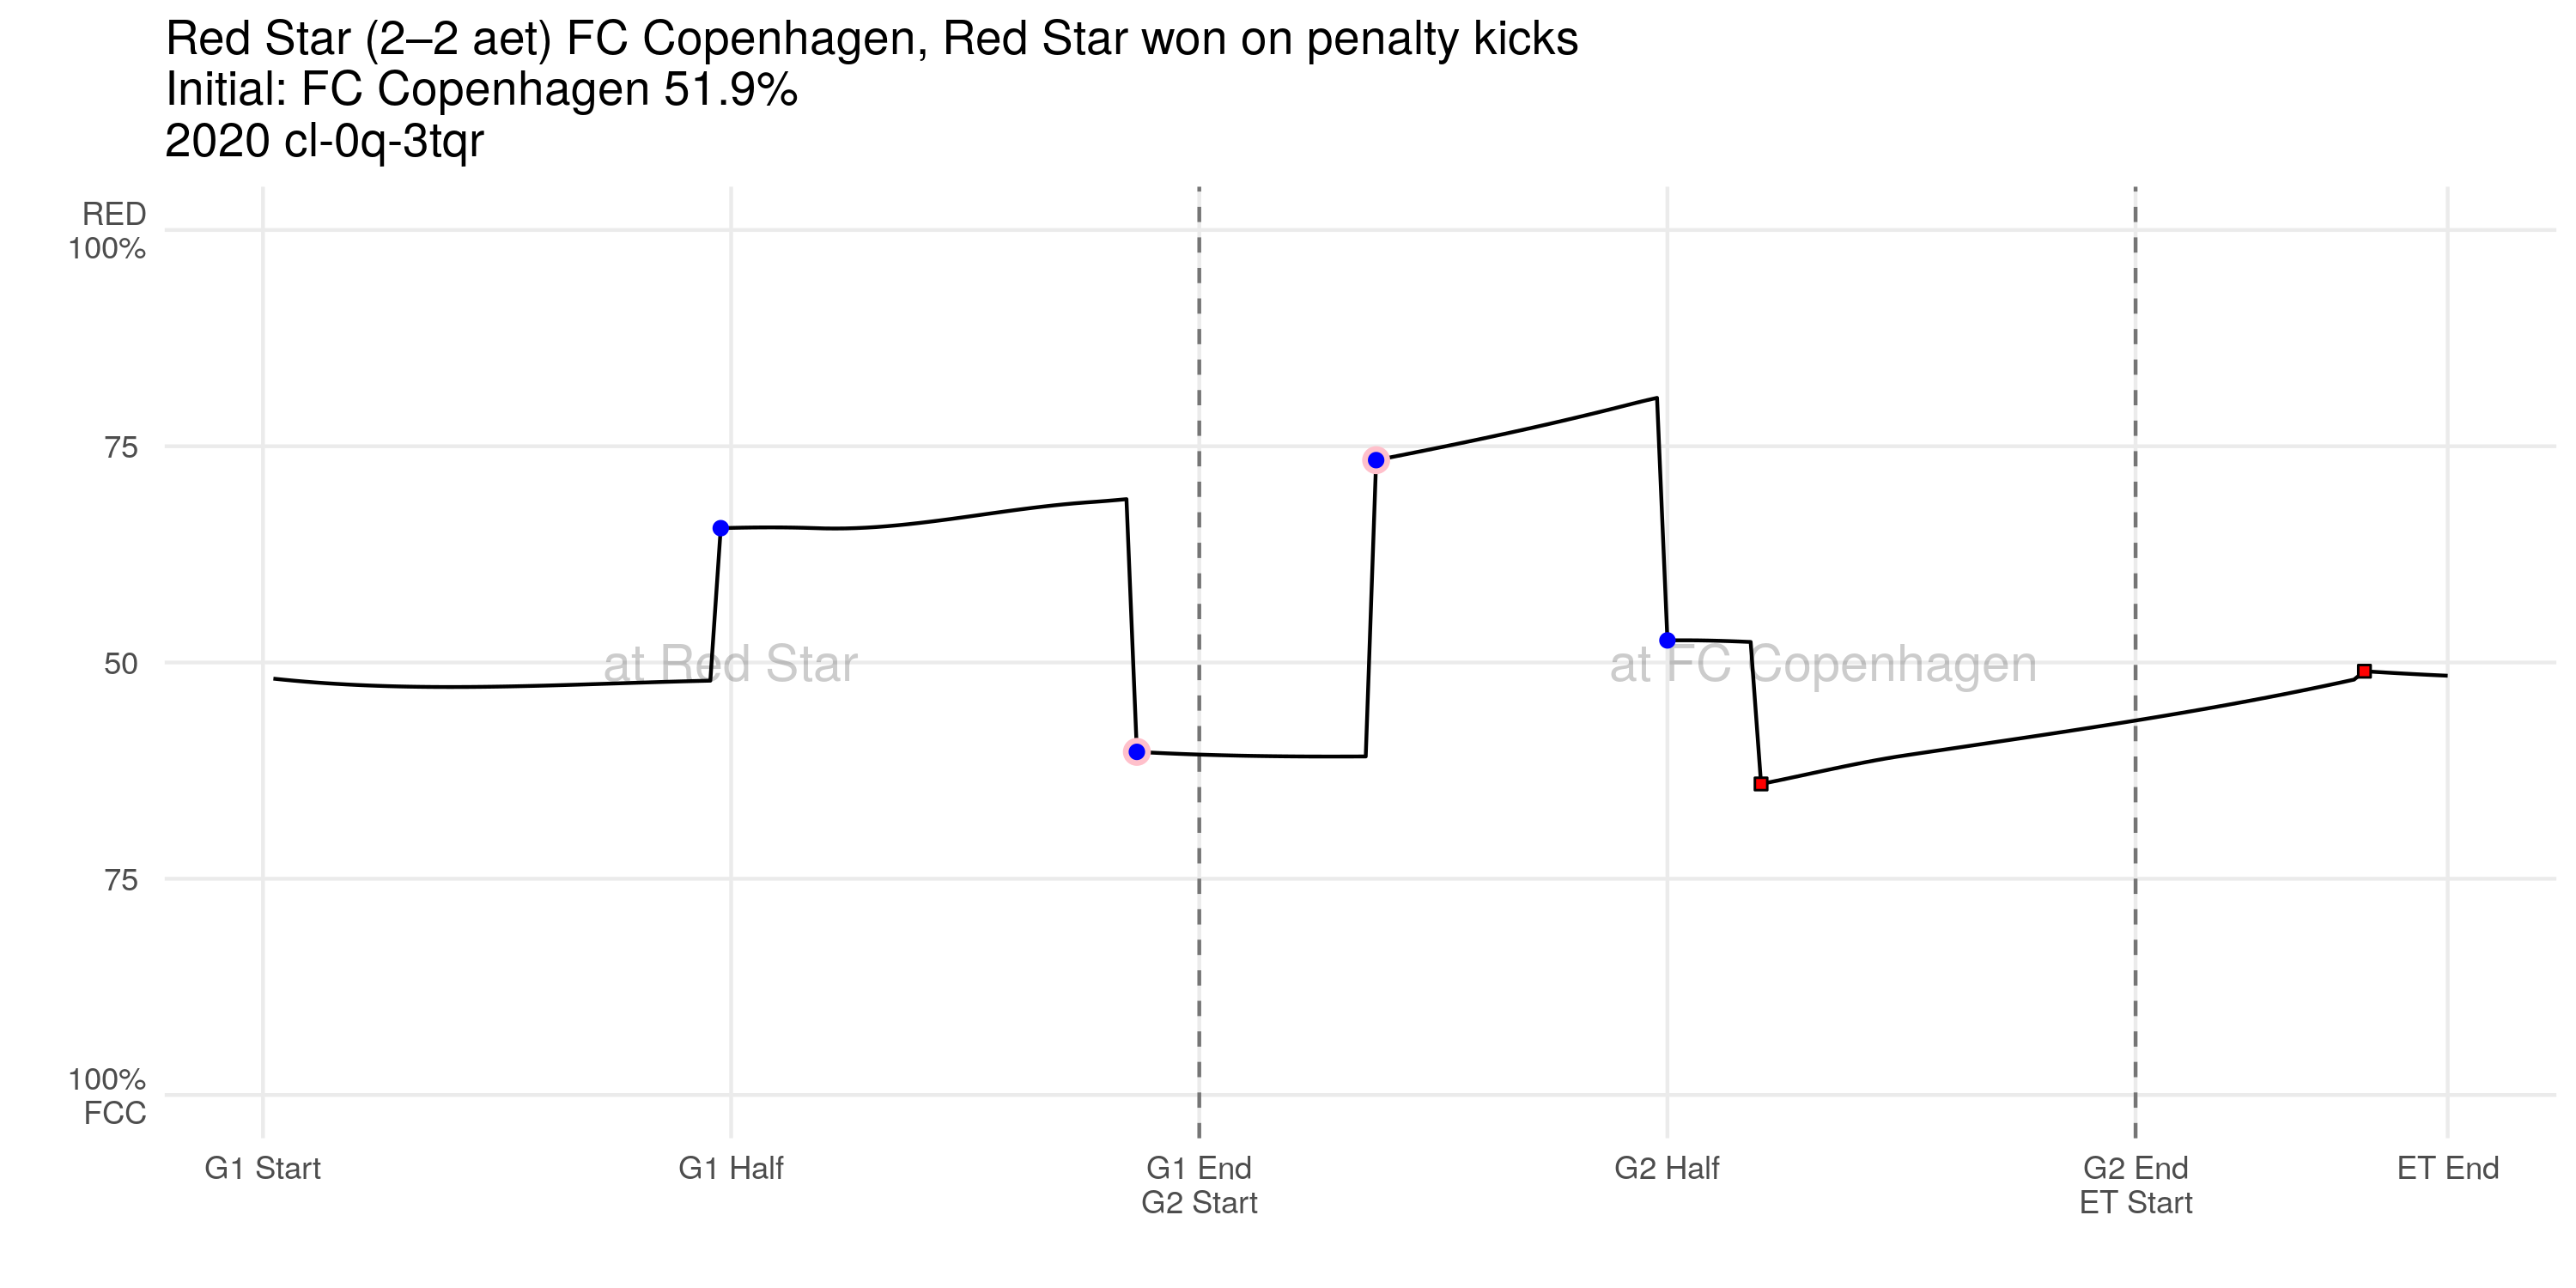 Red Star (2–2 aet) FC Copenhagen, Red Star won on penalty kicks
Initial: FC Copenhagen 51.9%
2020 cl-0q-3tqr
RED
100%
75
50
75
100%
FCC
at Red Star
at FC Copenhagen
G1 Start
G1 Half
G1 End
G2 Start
G2 Half
G2 End
ET Start
ET End